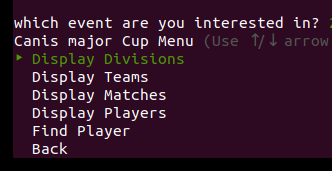 which event are you interested in?
Canis major Cup Menu (Use ↑/↓ arrow
‣ Display Divisions
Display Teams
Display Matches
Display Players
Find Player
Back